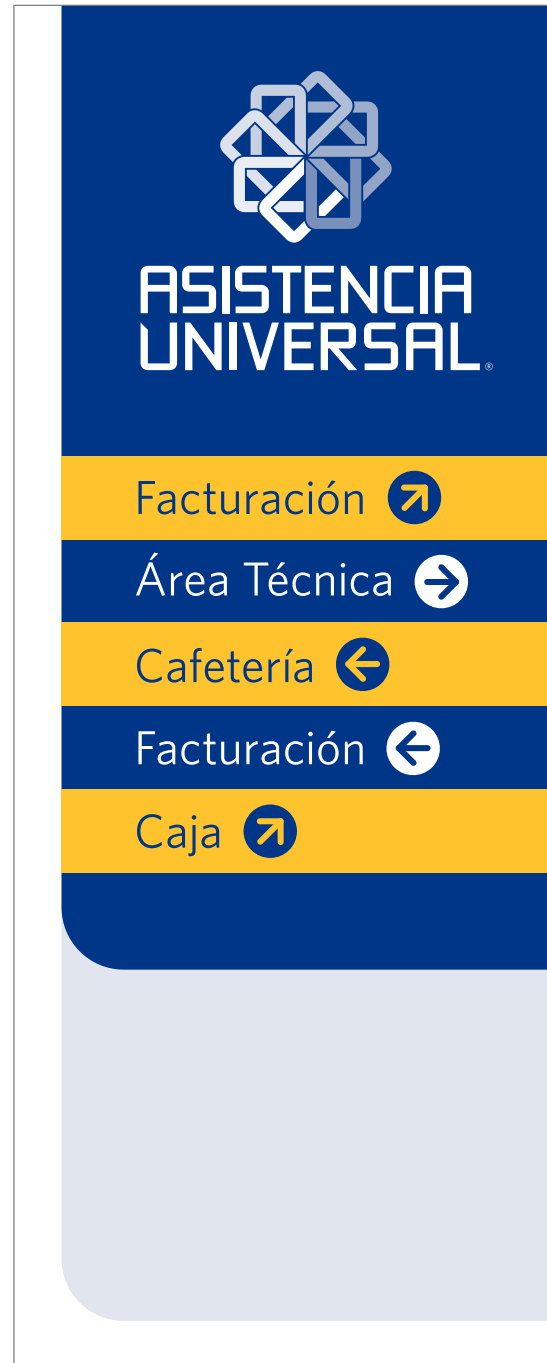 ASISTENCIA
UNIVERSAL®
Facturación
Área Técnica
Cafetería
Facturación
Caja